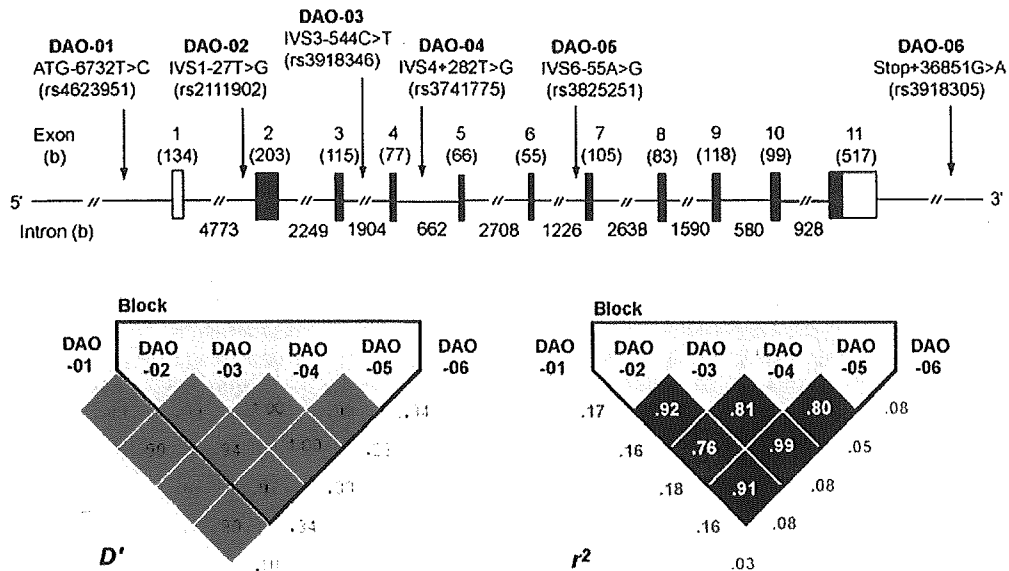 DAO-01
ATG-6732T>C
(rs4623951)
DAO-02
IVS1-27T>G
(rs2111902)
DAO-03
IVS3-544C>T
(rs3918346)
DAO-04
IVS4+282T>G
(rs3741775)
DAO-05
IVS6-55A>G
(rs3825251)
DAO-06
Stop+36851G>A
(rs3918305)
Exon 1 2 3 4 5 6 7 8 9 10 11
(b) (134) (203) (115) (77) (66) (55) (105) (83) (118) (99) (517)
5' 3'
Intron (b) 4773 2249 1904 662 2708 1226 2638 1590 580 928
Block
DAO -01 DAO -02 DAO -03 DAO -04 DAO -05 DAO -06
.34
.33
.34
D'
Block
DAO -01 DAO -02 DAO -03 DAO -04 DAO -05 DAO -06
.17 .92 .81 .80 .08
.16 .76 .99 .05
.18 .91 .08
.16 .08
.03
r²